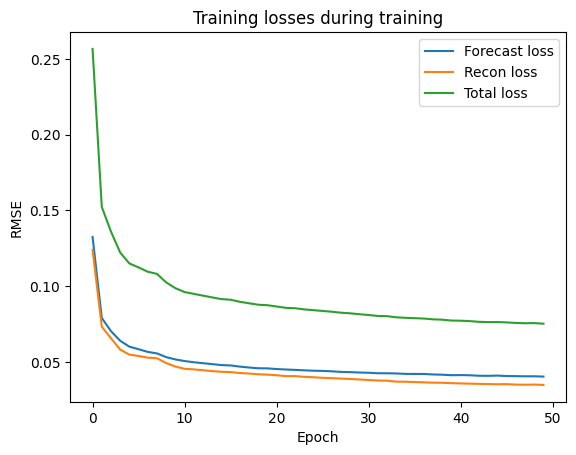 Training losses during training
Forecast loss
Recon loss
Total loss
RMSE
0.25
0.20
0.15
0.10
0.05
0 10 20 30 40 50
Epoch